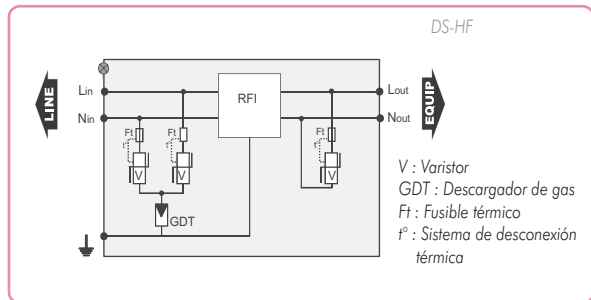 DS-HF
LINE
Lin
Nin
RFI
Lout
Nout
EQUIP
Ft
t°
V
Ft
t°
V
GDT
Ft
t°
V
V : Varistor
GDT : Descargador de gas
Ft : Fusible térmico
t° : Sistema de desconexión
térmica